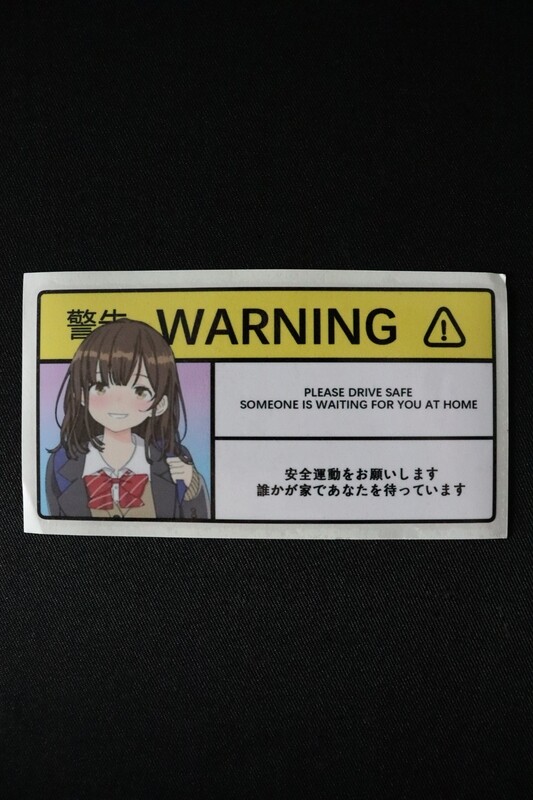 警告 WARNING
PLEASE DRIVE SAFE
SOMEONE IS WAITING FOR YOU AT HOME
安全運動をお願いします
誰かが家であなたを待っています